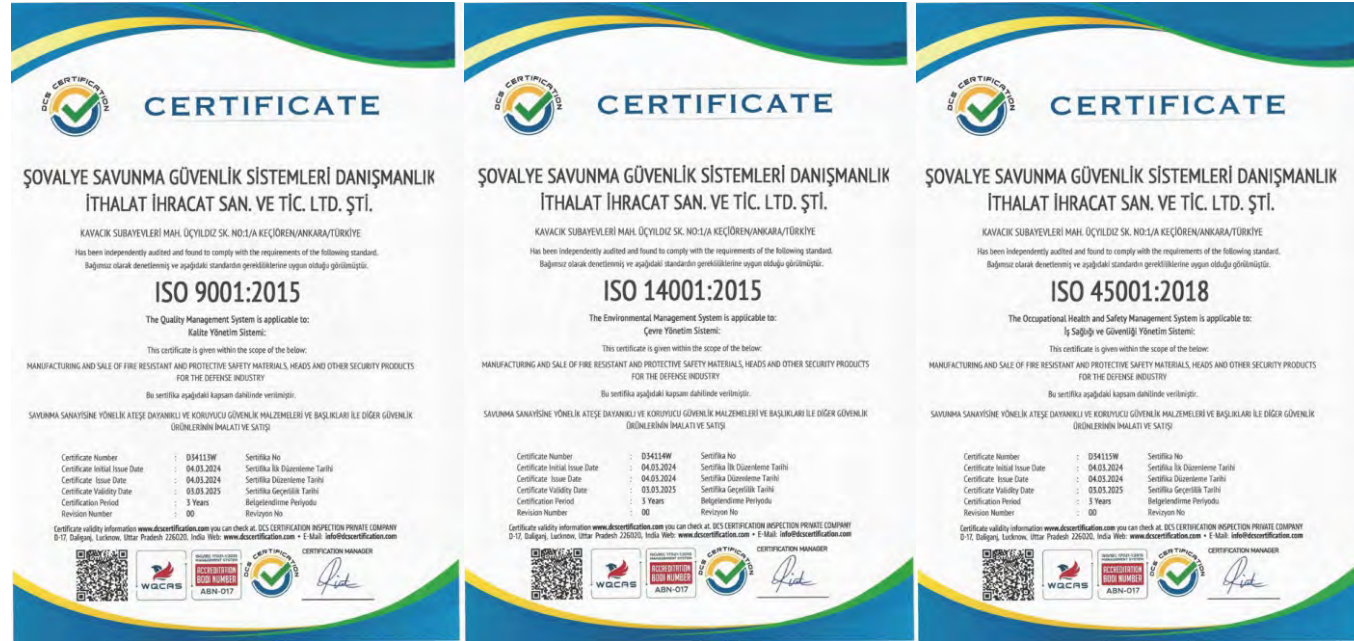 DCS CERTIFICATION
CERTIFICATE
ŞOVALYE SAVUNMA GÜVENLİK SİSTEMLERİ DANIŞMANLIK
İTHALAT İHRACAT SAN. VE TİC. LTD. ŞTİ.
KAVACIK SUBAYEVLERİ MAH. ÜÇYILDIZ SK. NO:1/A KEÇİÖREN/ANKARA/TÜRKİYE
Has been independently audited and found to comply with the requirements of the following standard.
Bağımsız olarak denetlenmiş ve aşağıdaki standardın gerekliliklerine uygun olduğu görülmüştür.
ISO 9001:2015
The Quality Management System is applicable to:
Kalite Yönetim Sistemi:
This certificate is given within the scope of the below:
MANUFACTURING AND SALE OF FIRE RESISTANT AND PROTECTIVE SAFETY MATERIALS, HEADS AND OTHER SECURITY PRODUCTS
FOR THE DEFENSE INDUSTRY
Bu sertifika aşağıdaki kapsam dahilinde verilmiştir.
SAVUNMA SANAYİSİNE YÖNELİK ATEŞE DAYANIKLI VE KORUYUCU GÜVENLİK MALZEMELERİ VE BAŞLIKLARI İLE DİĞER GÜVENLİK
ÜRÜNLERİNİN İMALATI VE SATIŞI
Certificate Number : D34113W Sertifika No
Certificate Initial Issue Date : 04.03.2024 Sertifika İlk Düzenleme Tarihi
Certificate Issue Date : 04.03.2024 Sertifika Düzenleme Tarihi
Certificate Validity Date : 03.03.2025 Sertifika Geçerlilik Tarihi
Certification Period : 3 Years Belgelendirme Periyodu
Revision Number : 00 Revizyon No
Certificate validity information www.dcscertification.com you can check at. DCS CERTIFICATION INSPECTION PRIVATE COMPANY
D-17, Daliganj, Lucknow, Uttar Pradesh 226020, India Web: www.dcscertification.com • E-Mail: info@dcscertification.com
WQCAS
ACCREDITATION
BODI NUMBER
ABN-017
DCS CERTIFICATION
CERTIFICATION MANAGER
DCS CERTIFICATION
CERTIFICATE
ŞOVALYE SAVUNMA GÜVENLİK SİSTEMLERİ DANIŞMANLIK
İTHALAT İHRACAT SAN. VE TİC. LTD. ŞTİ.
KAVACIK SUBAYEVLERİ MAH. ÜÇYILDIZ SK. NO:1/A KEÇİÖREN/ANKARA/TÜRKİYE
Has been independently audited and found to comply with the requirements of the following standard.
Bağımsız olarak denetlenmiş ve aşağıdaki standardın gerekliliklerine uygun olduğu görülmüştür.
ISO 14001:2015
The Environmental Management System is applicable to:
Çevre Yönetim Sistemi:
This certificate is given within the scope of the below:
MANUFACTURING AND SALE OF FIRE RESISTANT AND PROTECTIVE SAFETY MATERIALS, HEADS AND OTHER SECURITY PRODUCTS
FOR THE DEFENSE INDUSTRY
Bu sertifika aşağıdaki kapsam dahilinde verilmiştir.
SAVUNMA SANAYİSİNE YÖNELİK ATEŞE DAYANIKLI VE KORUYUCU GÜVENLİK MALZEMELERİ VE BAŞLIKLARI İLE DİĞER GÜVENLİK
ÜRÜNLERİNİN İMALATI VE SATIŞI
Certificate Number : D34114W Sertifika No
Certificate Initial Issue Date : 04.03.2024 Sertifika İlk Düzenleme Tarihi
Certificate Issue Date : 04.03.2024 Sertifika Düzenleme Tarihi
Certificate Validity Date : 03.03.2025 Sertifika Geçerlilik Tarihi
Certification Period : 3 Years Belgelendirme Periyodu
Revision Number : 00 Revizyon No
Certificate validity information www.dcscertification.com you can check at. DCS CERTIFICATION INSPECTION PRIVATE COMPANY
D-17, Daliganj, Lucknow, Uttar Pradesh 226020, India Web: www.dcscertification.com • E-Mail: info@dcscertification.com
WQCAS
ACCREDITATION
BODI NUMBER
ABN-017
DCS CERTIFICATION
CERTIFICATION MANAGER
DCS CERTIFICATION
CERTIFICATE
ŞOVALYE SAVUNMA GÜVENLİK SİSTEMLERİ DANIŞMANLIK
İTHALAT İHRACAT SAN. VE TİC. LTD. ŞTİ.
KAVACIK SUBAYEVLERİ MAH. ÜÇYILDIZ SK. NO:1/A KEÇİÖREN/ANKARA/TÜRKİYE
Has been independently audited and found to comply with the requirements of the following standard.
Bağımsız olarak denetlenmiş ve aşağıdaki standardın gerekliliklerine uygun olduğu görülmüştür.
ISO 45001:2018
The Occupational Health and Safety Management System is applicable to:
İş Sağlığı ve Güvenliği Yönetim Sistemi:
This certificate is given within the scope of the below:
MANUFACTURING AND SALE OF FIRE RESISTANT AND PROTECTIVE SAFETY MATERIALS, HEADS AND OTHER SECURITY PRODUCTS
FOR THE DEFENSE INDUSTRY
Bu sertifika aşağıdaki kapsam dahilinde verilmiştir.
SAVUNMA SANAYİSİNE YÖNELİK ATEŞE DAYANIKLI VE KORUYUCU GÜVENLİK MALZEMELERİ VE BAŞLIKLARI İLE DİĞER GÜVENLİK
ÜRÜNLERİNİN İMALATI VE SATIŞI
Certificate Number : D34115W Sertifika No
Certificate Initial Issue Date : 04.03.2024 Sertifika İlk Düzenleme Tarihi
Certificate Issue Date : 04.03.2024 Sertifika Düzenleme Tarihi
Certificate Validity Date : 03.03.2025 Sertifika Geçerlilik Tarihi
Certification Period : 3 Years Belgelendirme Periyodu
Revision Number : 00 Revizyon No
Certificate validity information www.dcscertification.com you can check at. DCS CERTIFICATION INSPECTION PRIVATE COMPANY
D-17, Daliganj, Lucknow, Uttar Pradesh 226020, India Web: www.dcscertification.com • E-Mail: info@dcscertification.com
WQCAS
ACCREDITATION
BODI NUMBER
ABN-017
DCS CERTIFICATION
CERTIFICATION MANAGER